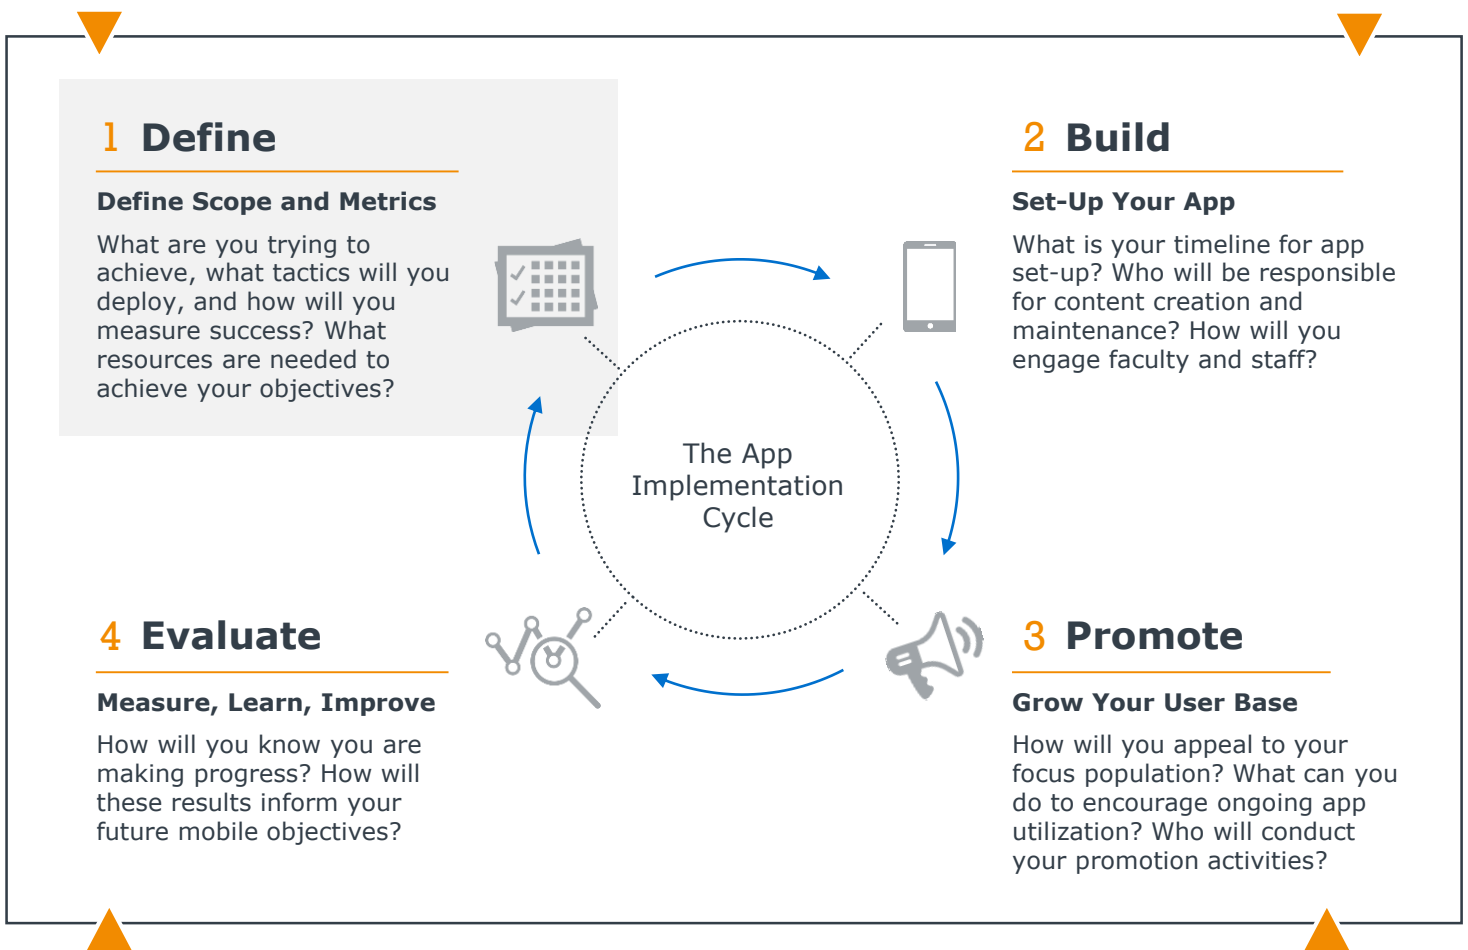 1 Define
Define Scope and Metrics
What are you trying to
achieve, what tactics will you
deploy, and how will you
measure success? What
resources are needed to
achieve your objectives?
2 Build
Set-Up Your App
What is your timeline for app
set-up? Who will be responsible
for content creation and
maintenance? How will you
engage faculty and staff?
The App
Implementation
Cycle
3 Promote
Grow Your User Base
How will you appeal to your
focus population? What can you
do to encourage ongoing app
utilization? Who will conduct
your promotion activities?
4 Evaluate
Measure, Learn, Improve
How will you know you are
making progress? How will
these results inform your
future mobile objectives?